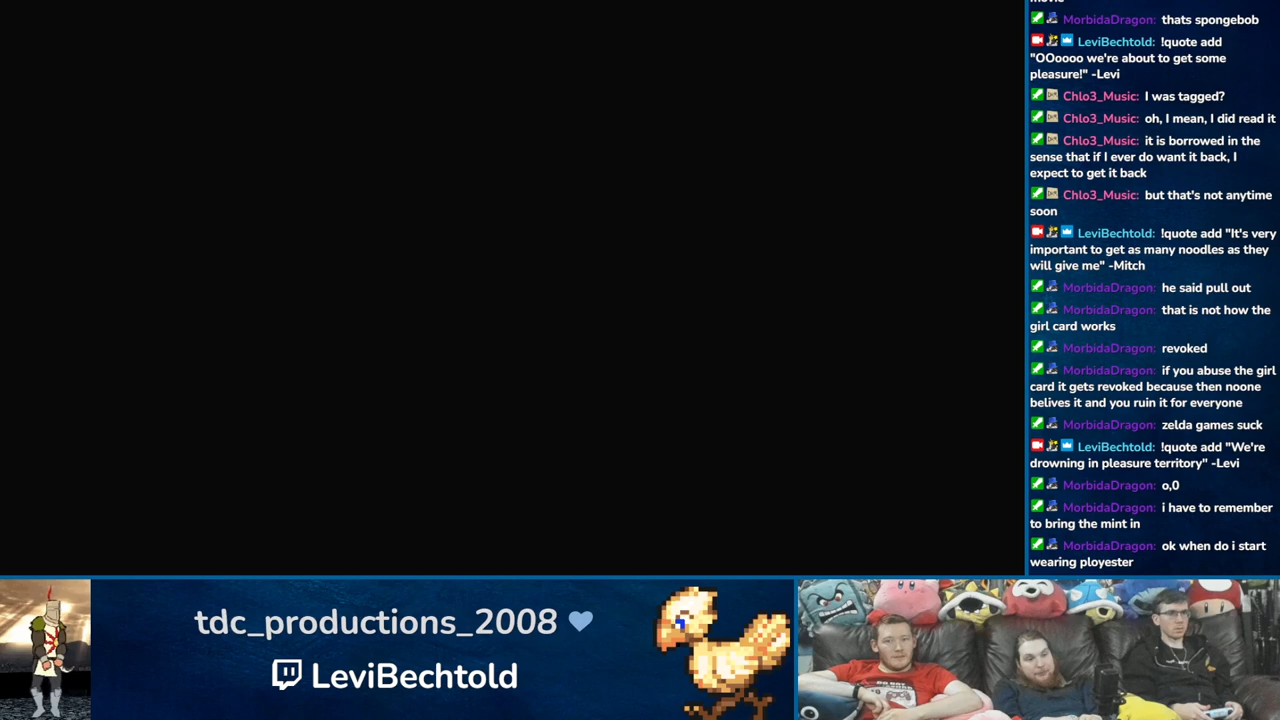 MorbidaDragon: thats spongebob
LeviBechtold: !quote add
"OOoooo we're about to get some
pleasure!" -Levi
Chlo3_Music: I was tagged?
Chlo3_Music: oh, I mean, I did read it
Chlo3_Music: it is borrowed in the
sense that if I ever do want it back, I
expect to get it back
Chlo3_Music: but that's not anytime
soon
LeviBechtold: !quote add "It's very
important to get as many noodles as they
will give me" -Mitch
MorbidaDragon: he said pull out
MorbidaDragon: that is not how the
girl card works
MorbidaDragon: revoked
MorbidaDragon: if you abuse the girl
card it gets revoked because then noone
belives it and you ruin it for everyone
MorbidaDragon: zelda games suck
LeviBechtold: !quote add "We're
drowning in pleasure territory" -Levi
MorbidaDragon: o,0
MorbidaDragon: i have to remember
to bring the mint in
MorbidaDragon: ok when do i start
wearing ployester
tdc_productions_2008
LeviBechtold